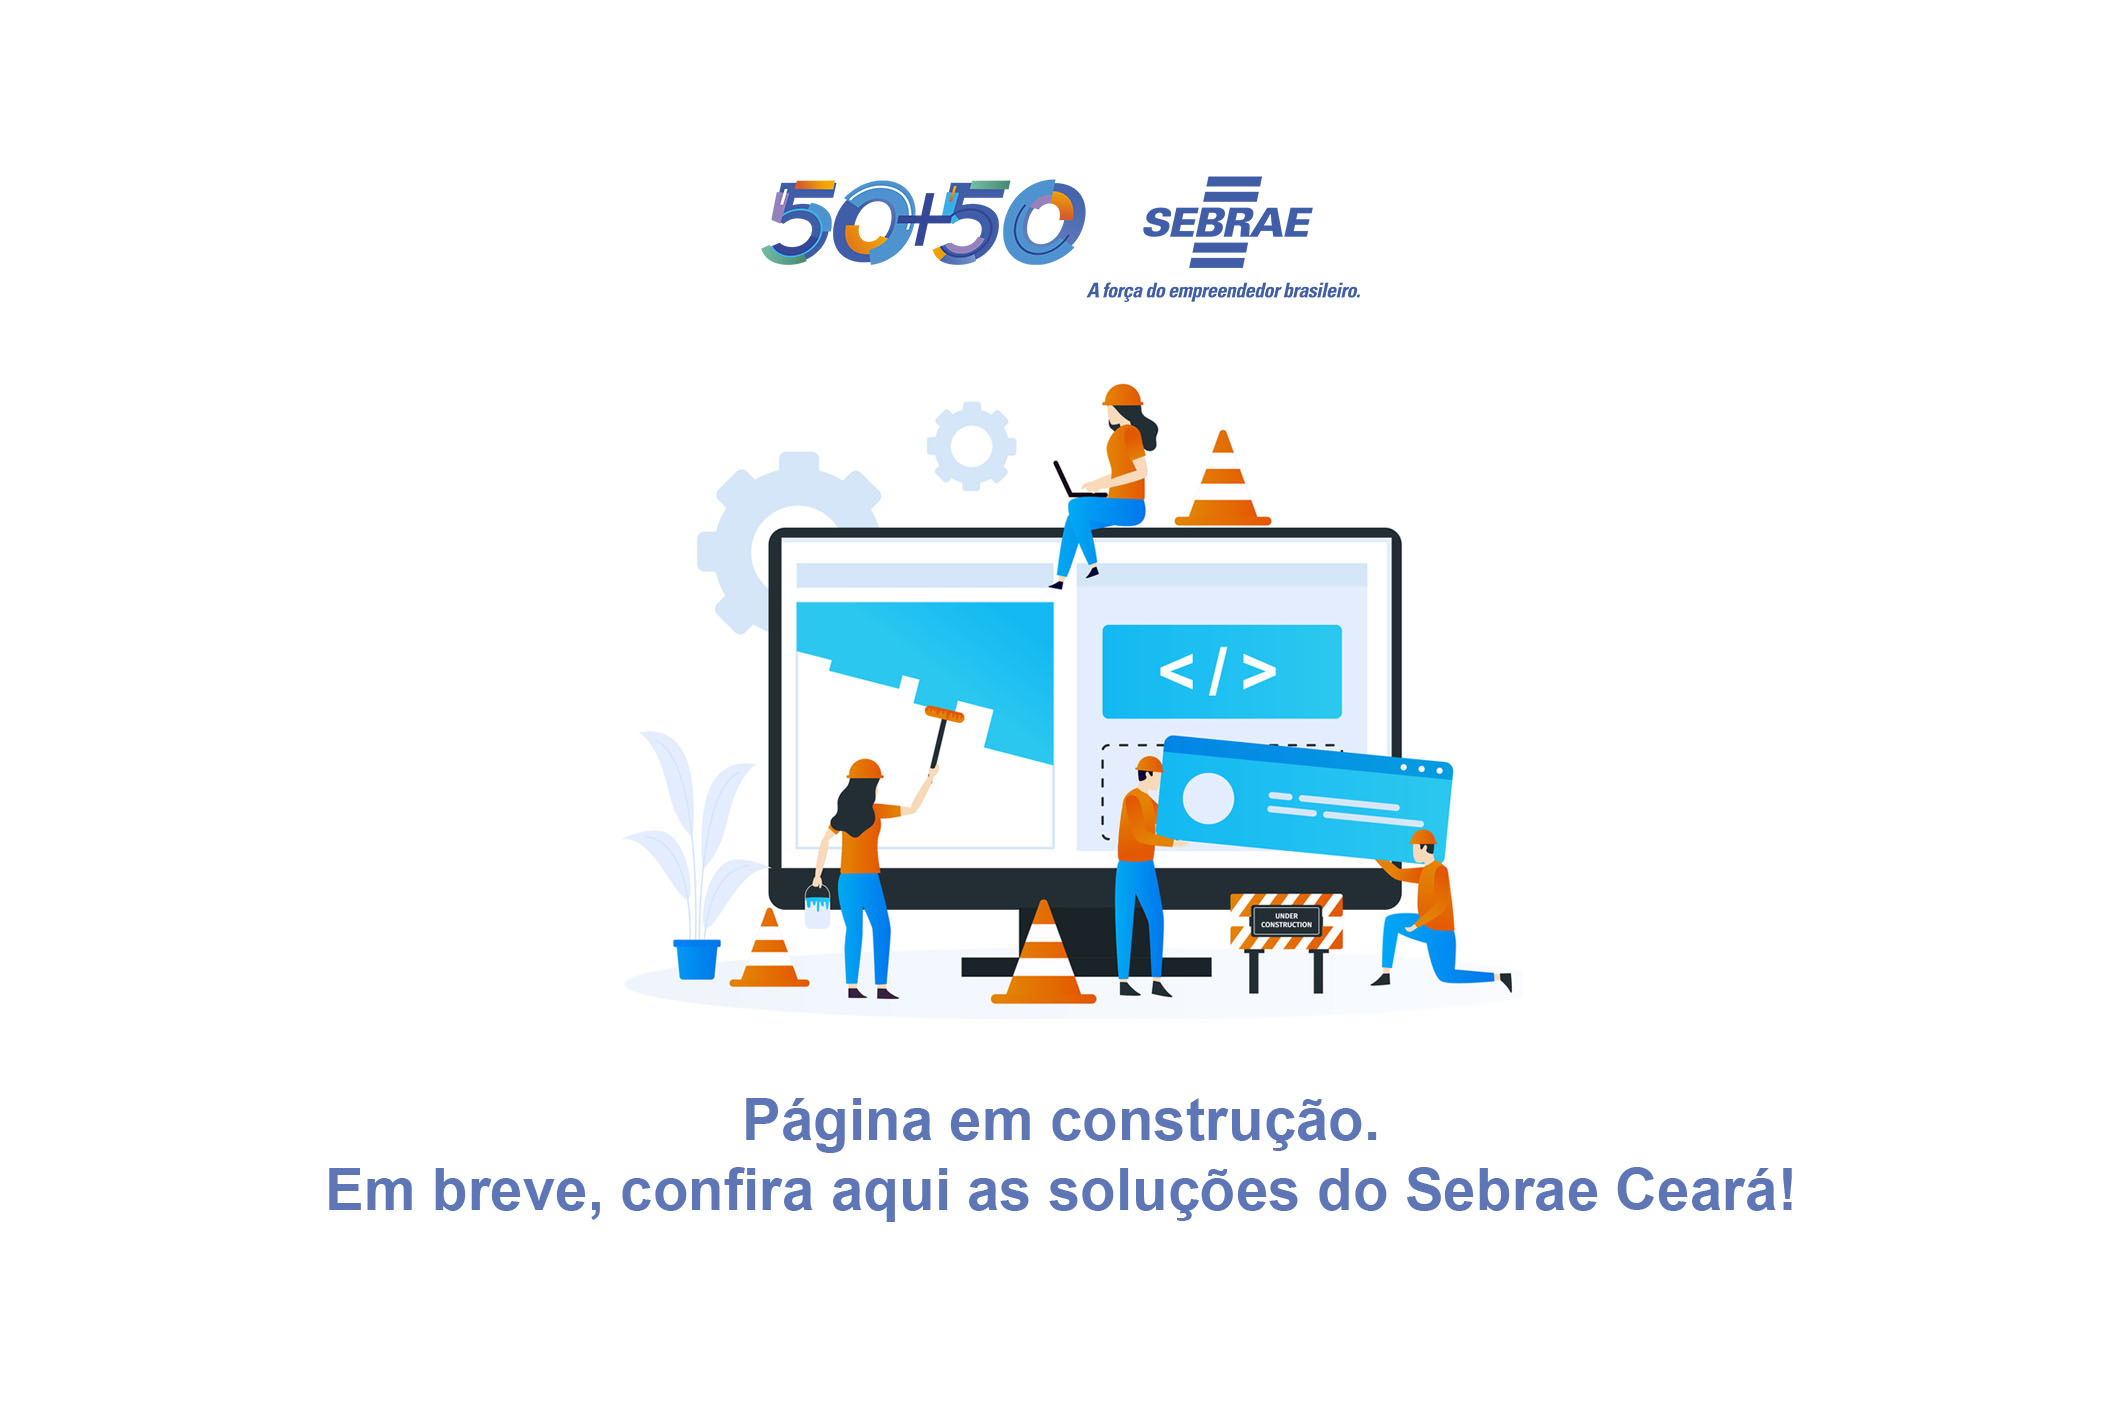 50+50
SEBRAE
A força do empreendedor brasileiro.
</>
UNDER
CONSTRUCTION
Página em construção.
Em breve, confira aqui as soluções do Sebrae Ceará!